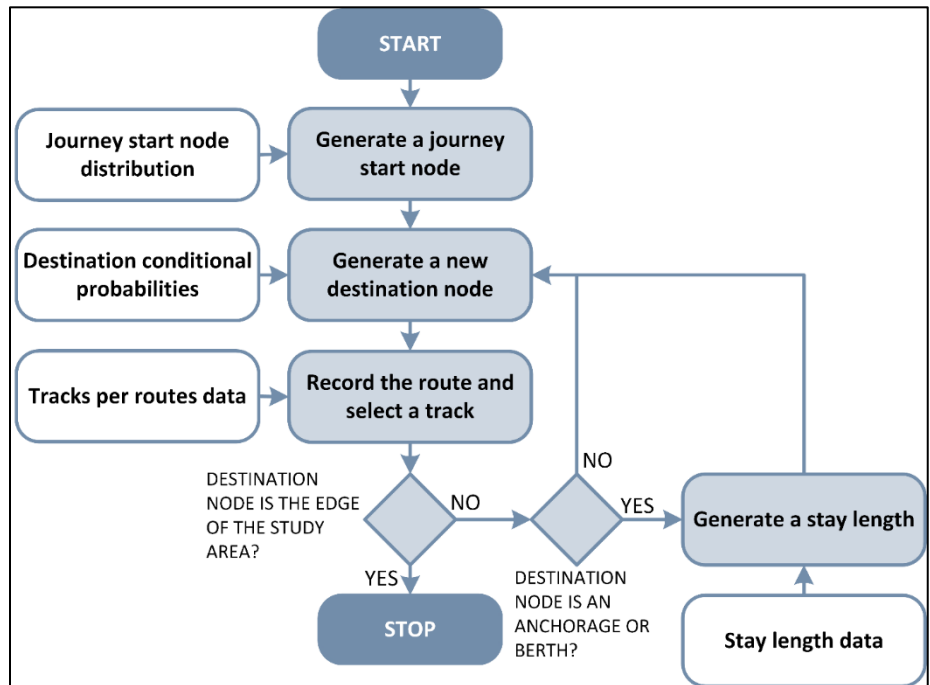 START
Journey start node
distribution
Generate a journey
start node
Destination conditional
probabilities
Generate a new
destination node
Tracks per routes data
Record the route and
select a track
DESTINATION
NODE IS THE EDGE
OF THE STUDY
AREA?
NO
YES
STOP
NO
YES
DESTINATION
NODE IS AN
ANCHORAGE OR
BERTH?
Generate a stay length
Stay length data